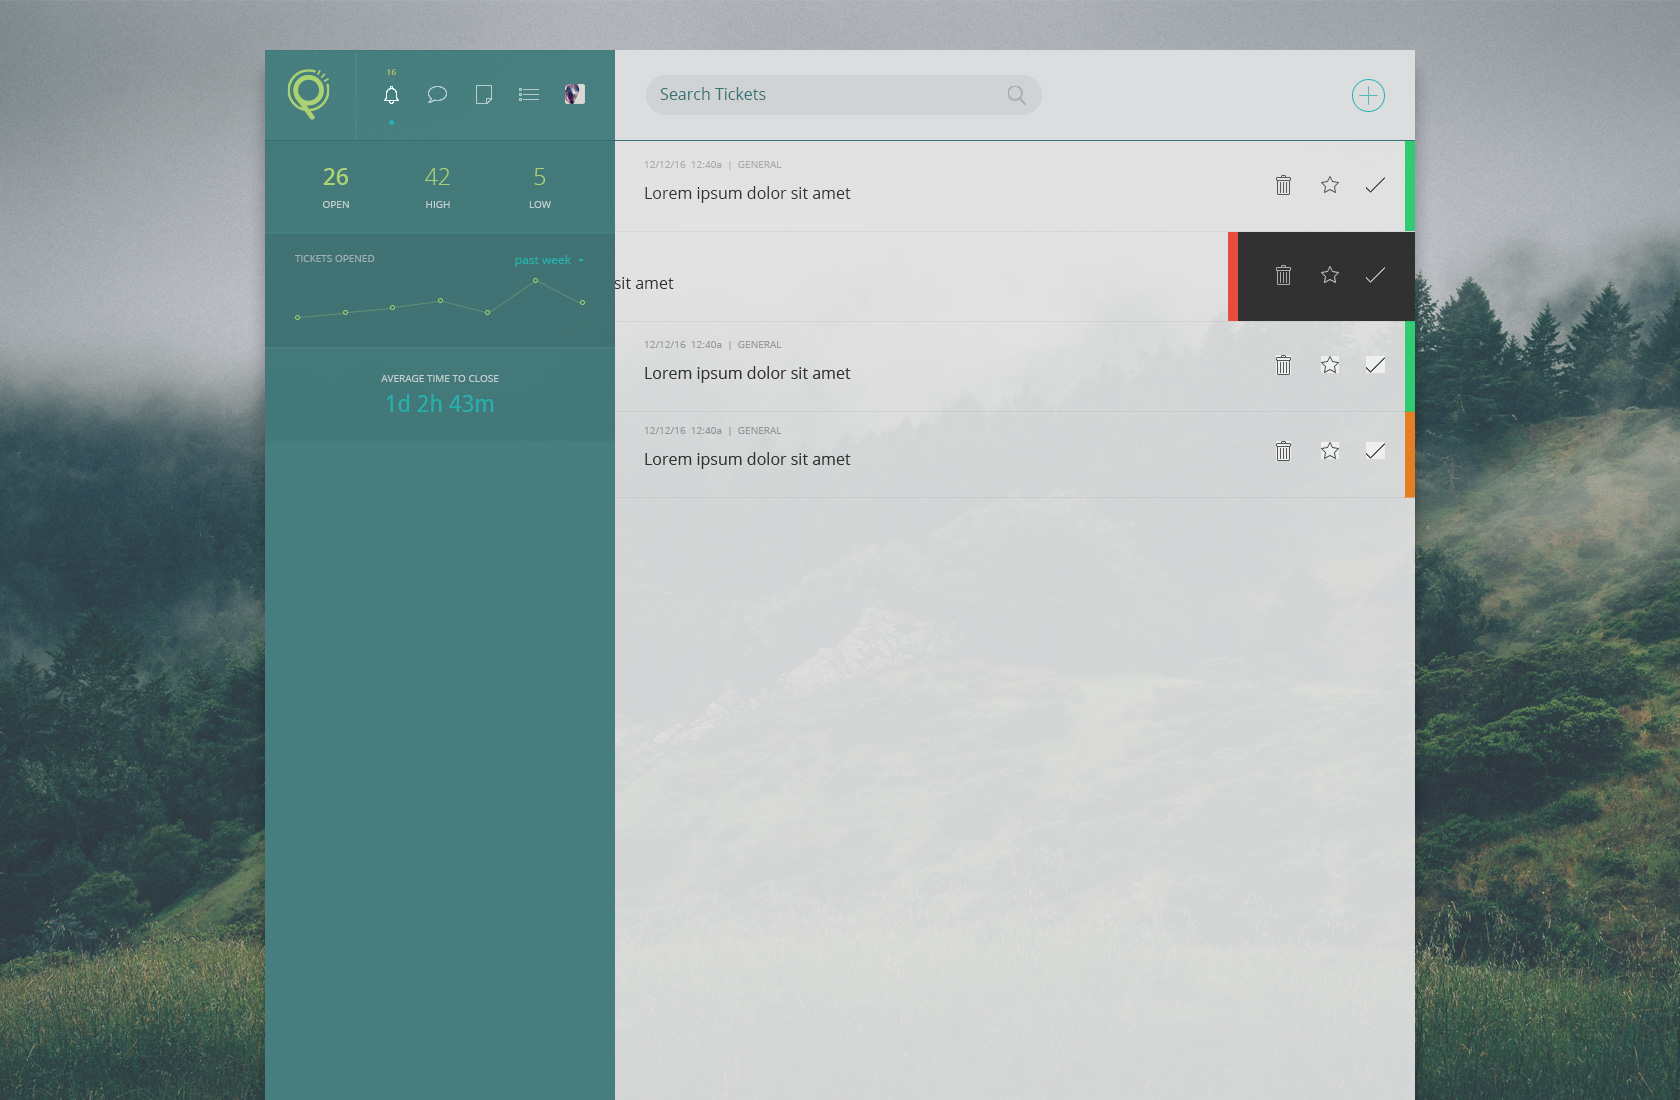 16
Search Tickets
26
42
5
OPEN
HIGH
LOW
TICKETS OPENED
past week
AVERAGE TIME TO CLOSE
1d 2h 43m
12/12/16 12:40a | GENERAL
Lorem ipsum dolor sit amet
sit amet
12/12/16 12:40a | GENERAL
Lorem ipsum dolor sit amet
12/12/16 12:40a | GENERAL
Lorem ipsum dolor sit amet